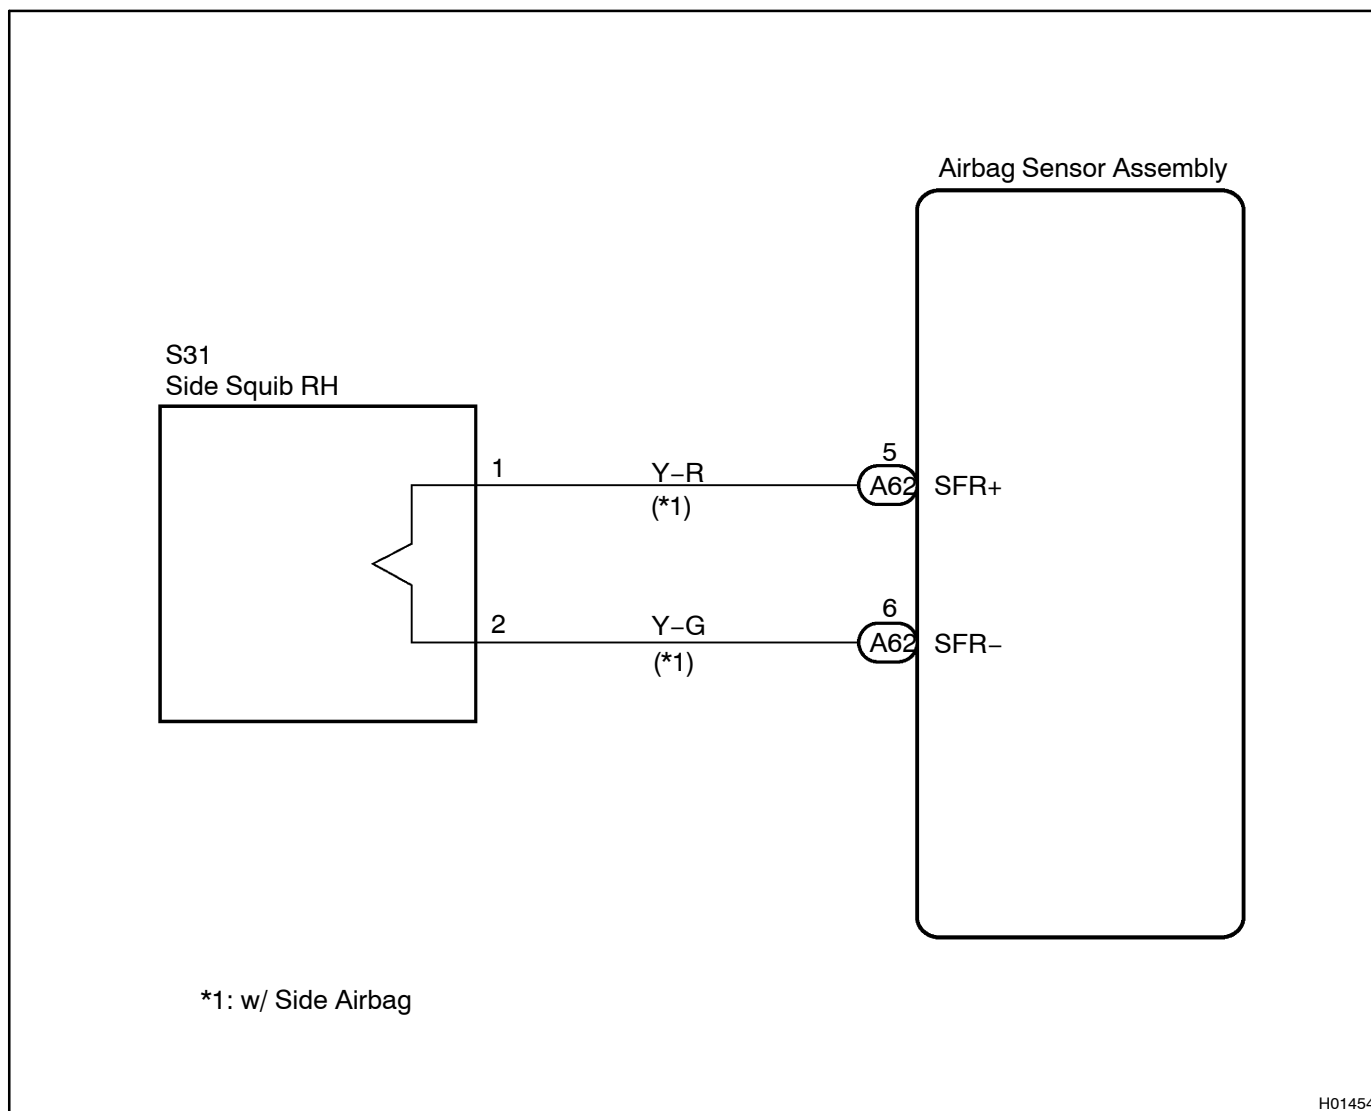 Airbag Sensor Assembly
S31
Side Squib RH
1
Y−R
(*1)
5
A62
SFR+
2
Y−G
(*1)
6
A62
SFR−
*1: w/ Side Airbag
H01454